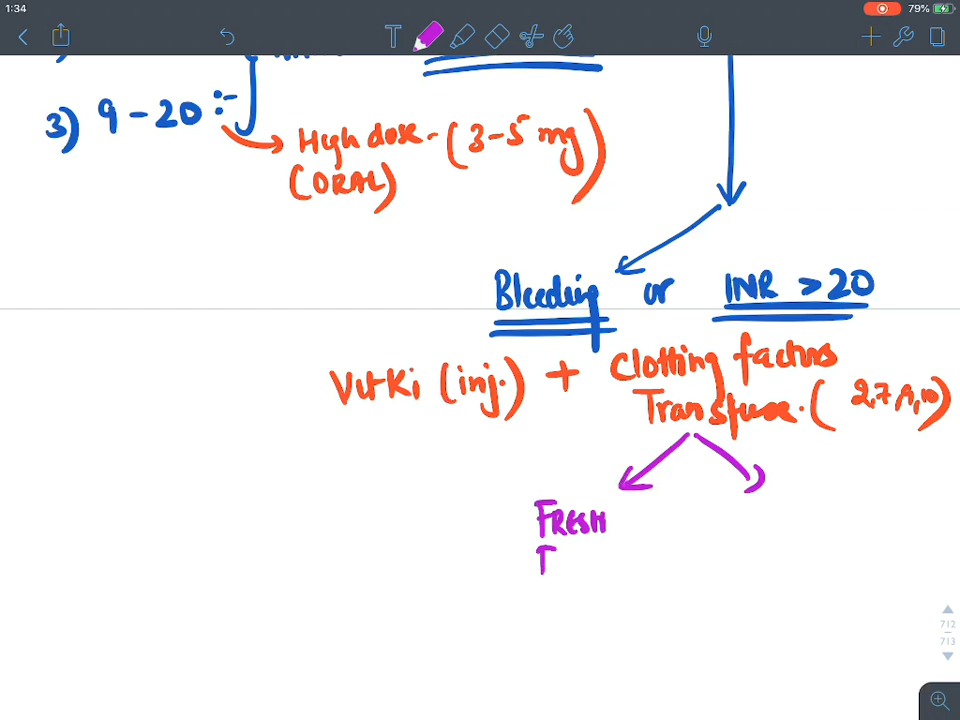 1:34
79%
T
3) 9-20 :-
High dose - (3-5 mg)
(ORAL)
Bleeding or INR > 20
Vit K1 (inj.) + Clotting factors
Transfuse. (2,7,9,10)
FRESH
712
713